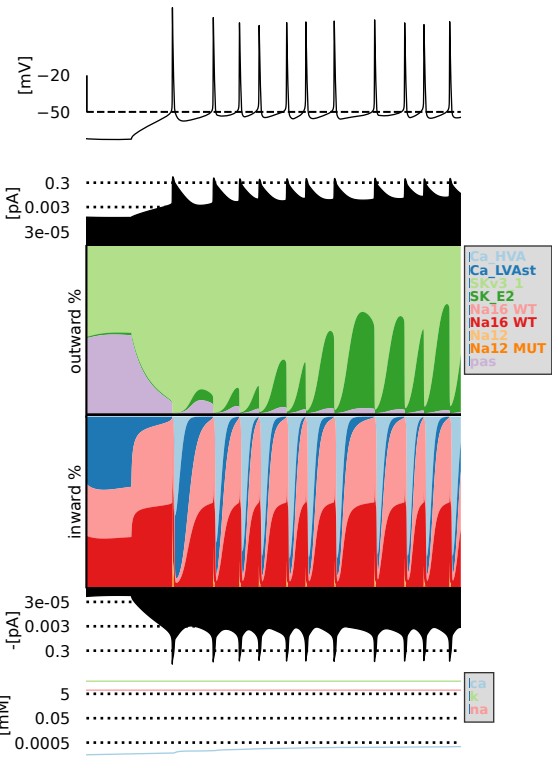 [mV]
−20
−50
[pA]
0.3
0.003
3e-05
outward %
Ca_HVA
Ca_LVAst
SKv3_1
SK_E2
Na16 WT
Na16 WT
Na12
Na12 MUT
pas
inward %
-[pA]
3e-05
0.003
0.3
[mM]
5
0.05
0.0005
ca
k
na